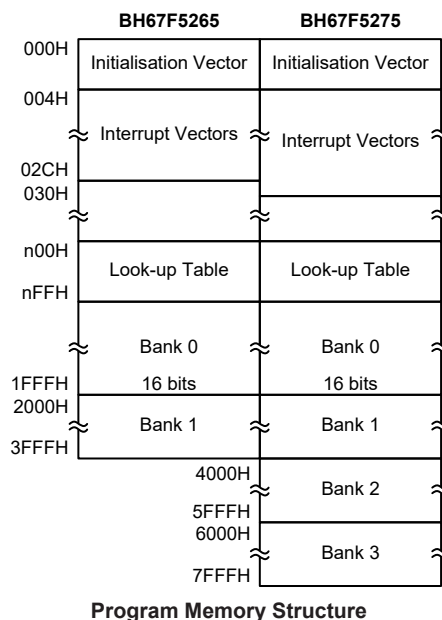 BH67F5265 BH67F5275
000H
Initialisation Vector Initialisation Vector
004H
Interrupt Vectors Interrupt Vectors
02CH
030H
n00H
Look-up Table Look-up Table
nFFH
Bank 0 Bank 0
1FFFH 16 bits 16 bits
2000H
Bank 1 Bank 1
3FFFH
4000H
Bank 2
5FFFH
6000H
Bank 3
7FFFH
Program Memory Structure